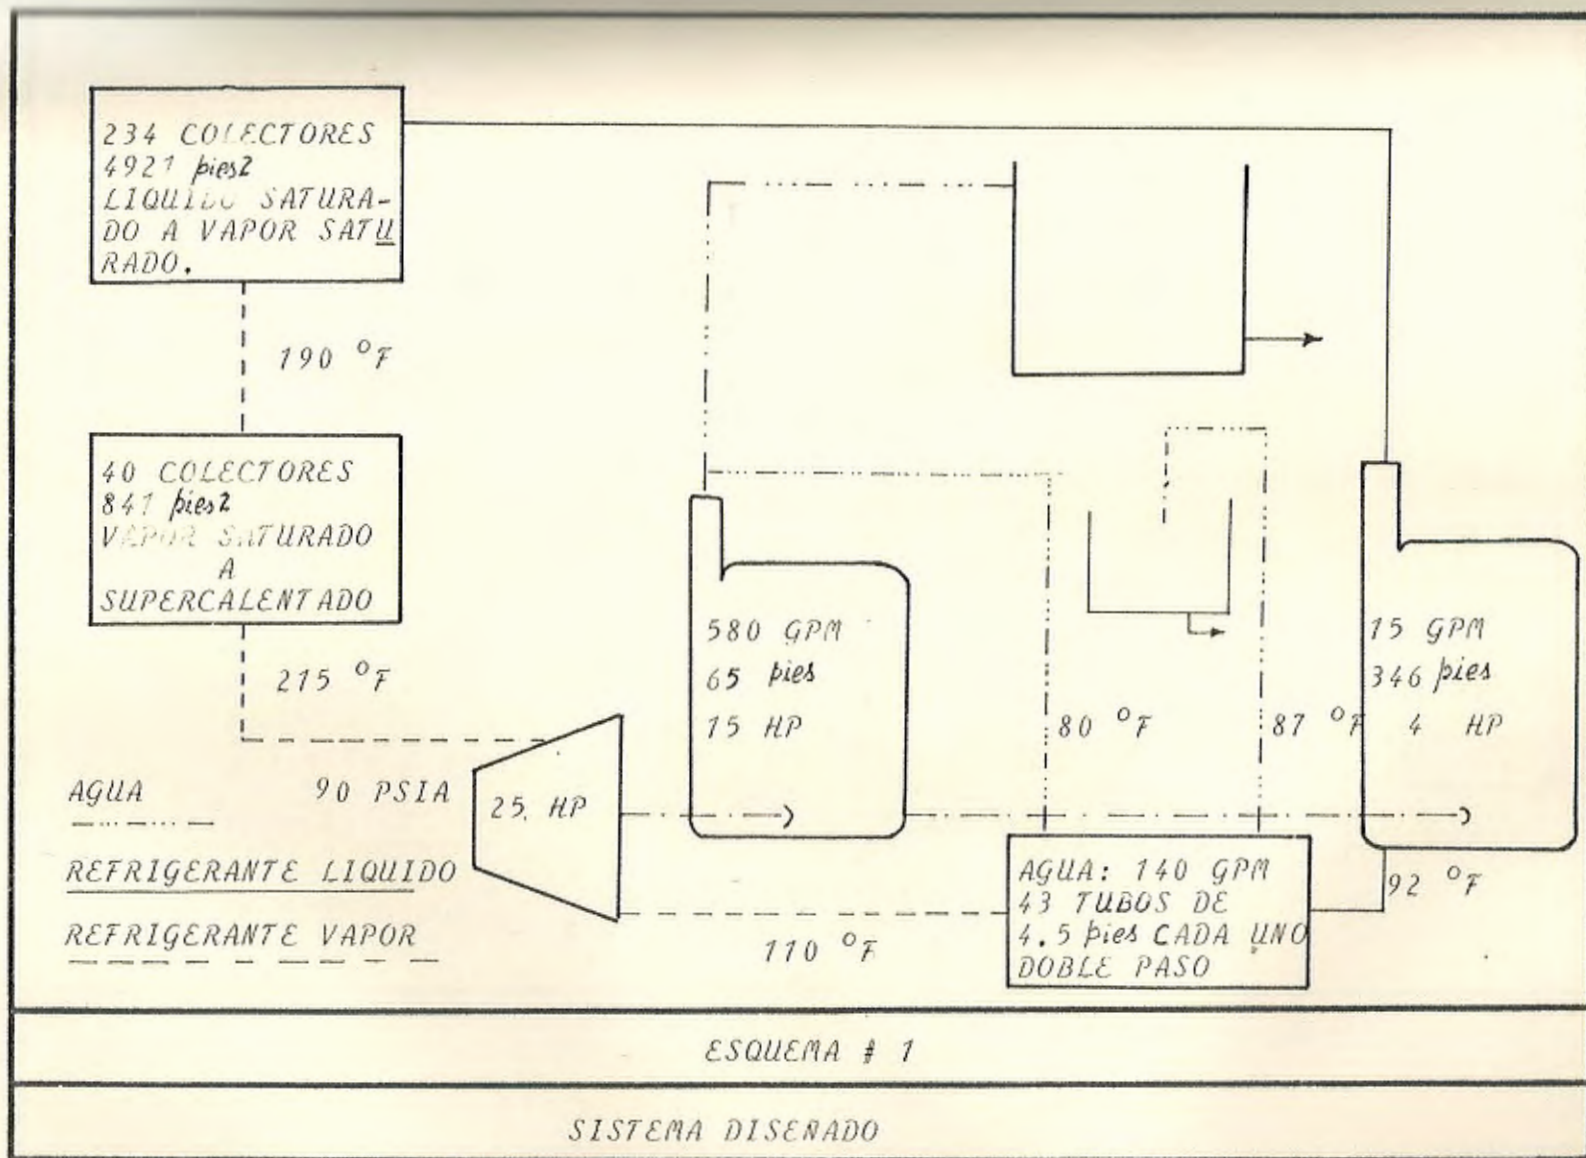 234 COLECTORES
4921 pies2
LIQUIDO SATURA-
DO A VAPOR SATU
RADO.
190 °F
40 COLECTORES
841 pies2
VAPOR SATURADO
A
SUPERCALENTADO
215 °F
90 PSIA
25. HP
580 GPM
65 pies
15 HP
80 °F
87 °F
15 GPM
346 pies
4 HP
92 °F
110 °F
AGUA: 140 GPM
43 TUBOS DE
4.5 pies CADA UNO
DOBLE PASO
AGUA
REFRIGERANTE LIQUIDO
REFRIGERANTE VAPOR
ESQUEMA # 1
SISTEMA DISEÑADO